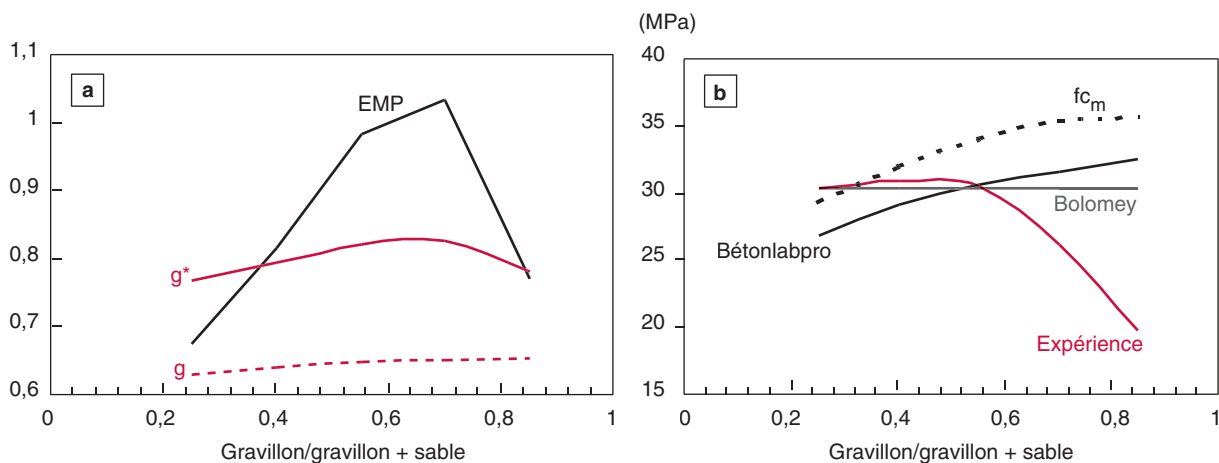 1,1
1
0,9
0,8
0,7
0,6
a
EMP
g*
g
0 0,2 0,4 0,6 0,8 1
Gravillon/gravillon + sable
(MPa)
40
35
30
25
20
15
b
fcm
Bolomey
Bétonlabpro
Expérience
0 0,2 0,4 0,6 0,8 1
Gravillon/gravillon + sable